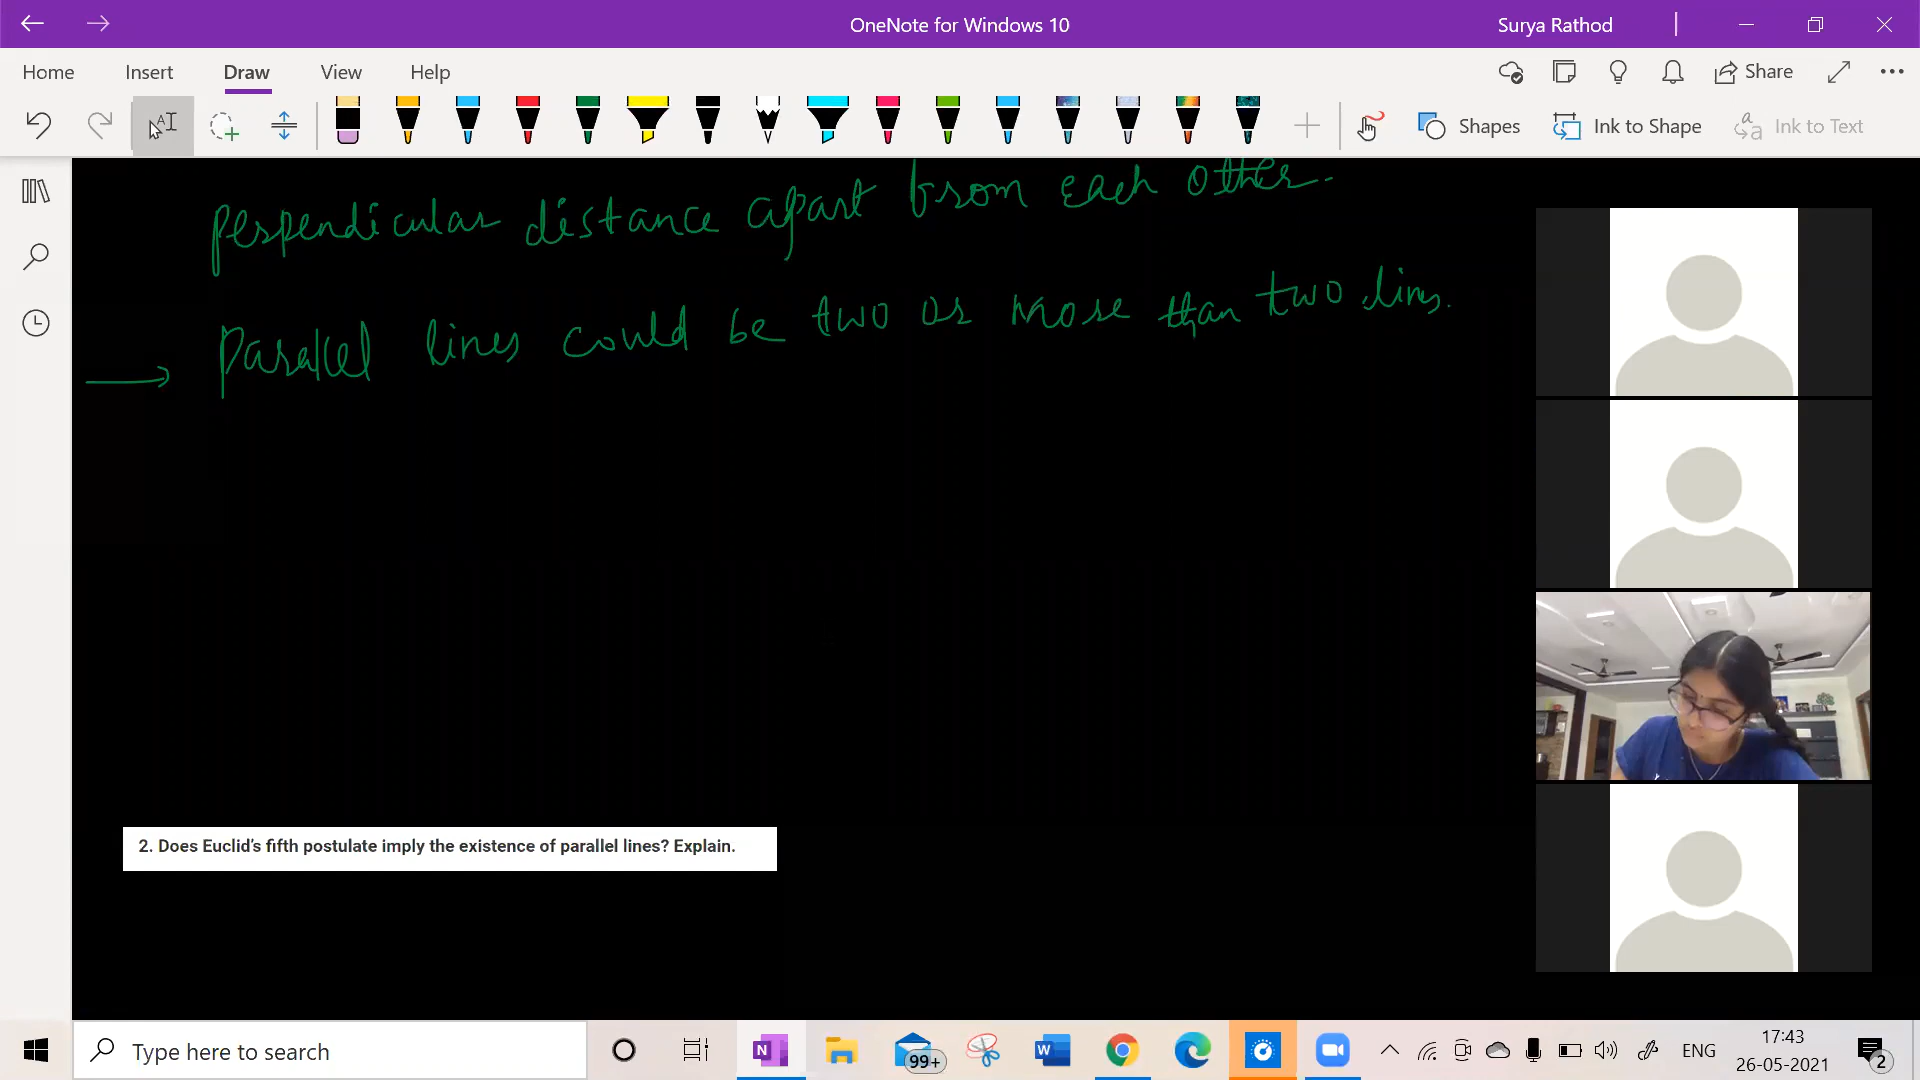 OneNote for Windows 10
Surya Rathod
Home Insert Draw View Help
Share
Shapes Ink to Shape Ink to Text
perpendicular distance apart from each other.
Parallel lines could be two or more than two lines.
2. Does Euclid's fifth postulate imply the existence of parallel lines? Explain.
Type here to search
99+
ENG
17:43
26-05-2021
2